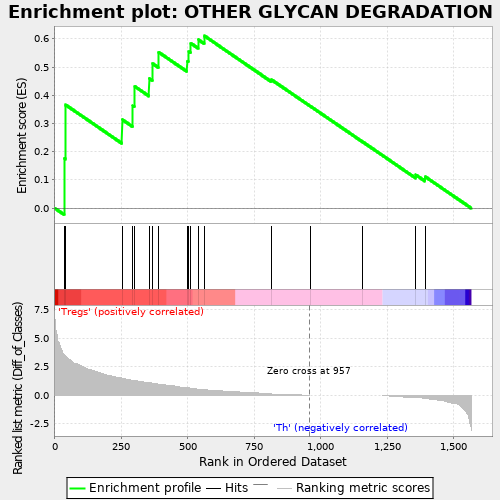 Enrichment plot: OTHER GLYCAN DEGRADATION
Enrichment score (ES)
0.6
0.5
0.4
0.3
0.2
0.1
0.0
'Tregs' (positively correlated)
Ranked list metric (Diff_of_Classes)
7.5
5.0
2.5
0.0
-2.5
Zero cross at 957
'Th' (negatively correlated)
0 250 500 750 1,000 1,250 1,500
Rank in Ordered Dataset
Enrichment profile Hits Ranking metric scores